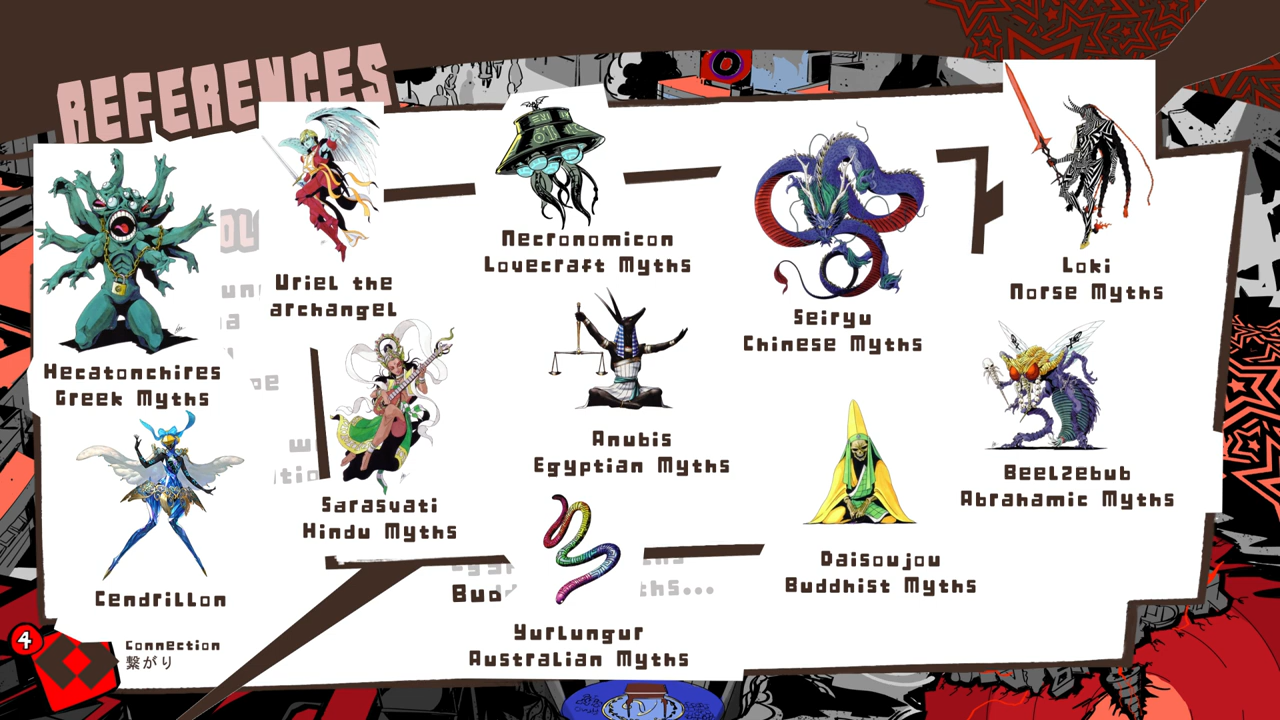 REFERENCES
Hecatonchires
Greek Myths
Uriel the
archangel
Necronomicon
Lovecraft Myths
Seiryu
Chinese Myths
Loki
Norse Myths
Cendrillon
Sarasvati
Hindu Myths
Anubis
Egyptian Myths
Daisoujou
Buddhist Myths
Beelzebub
Abrahamic Myths
Yurlungur
Australian Myths
4
Connection
繋がり